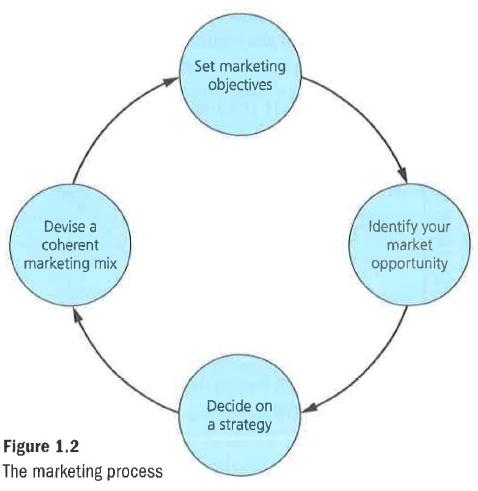 Set marketing
objectives
Identify your
market
opportunity
Decide on
a strategy
Devise a
coherent
marketing mix
Figure 1.2
The marketing process